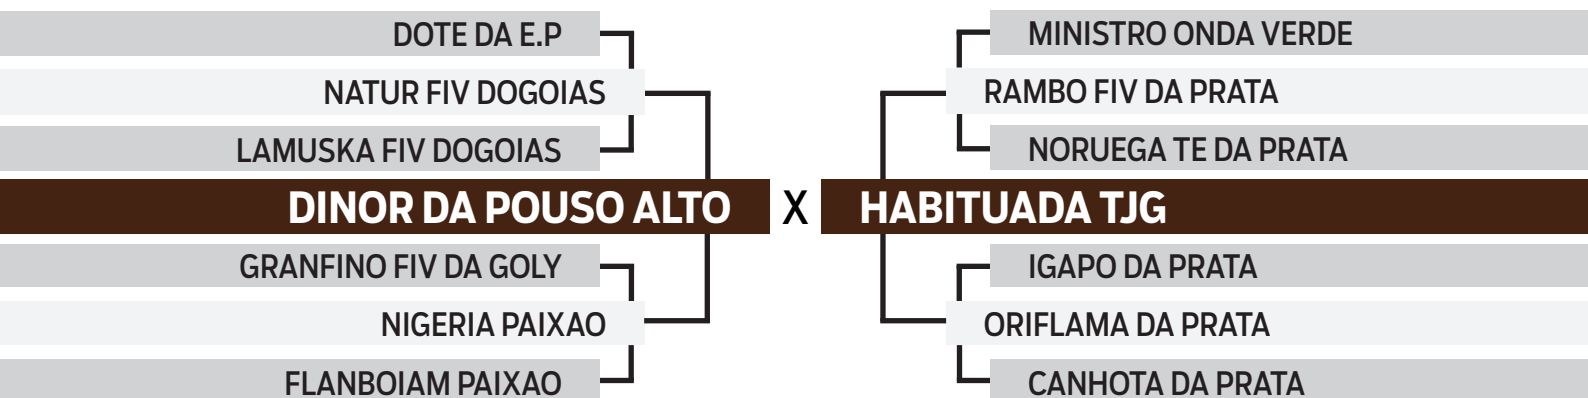 DOTE DA E.P
MINISTRO ONDA VERDE
NATUR FIV DOGOIAS
RAMBO FIV DA PRATA
LAMUSKA FIV DOGOIAS
NORUEGA TE DA PRATA
DINOR DA POUSO ALTO X HABITUADA TJG
GRANFINO FIV DA GOLY
IGAPO DA PRATA
NIGERIA PAIXAO
ORIFLAMA DA PRATA
FLANBOIAM PAIXAO
CANHOTA DA PRATA